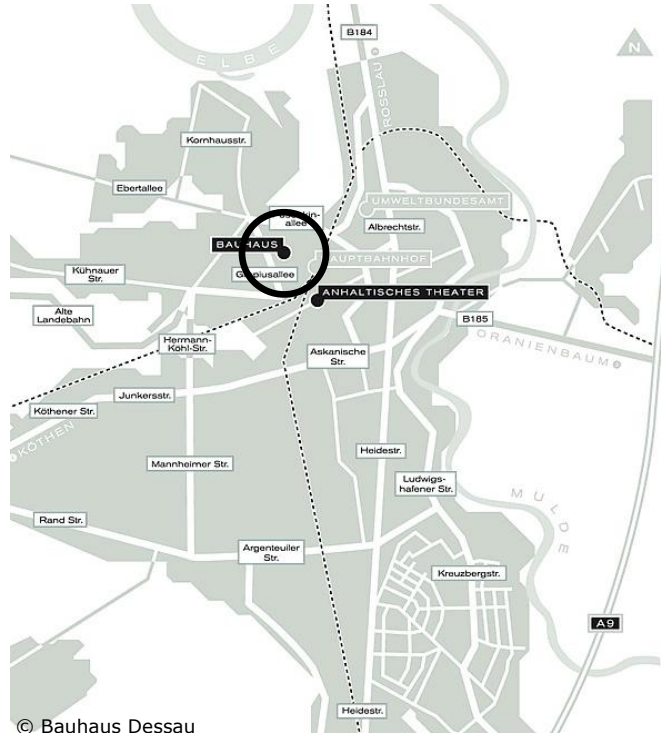 B184
ELBE
N
ROSSLAU
Kornhausstr.
Ebertallee
UMWELTBUNDESAMT
allee
Albrechtstr.
BAUHAUS
HAUPTBAHNHOF
Kühnauer
Str.
ANHALTISCHES THEATER
Alte
Landebahn
B185
ORANIENBAUM
Hermann-
Köhl-Str.
Askanische
Str.
Junkersstr.
Köthener Str.
KÖTHEN
Mannheimer Str.
Heidestr.
Ludwigs-
hafener Str.
MULDE
Rand Str.
Argenteuiler
Str.
Kreuzbergstr.
A9
Heidestr.
© Bauhaus Dessau